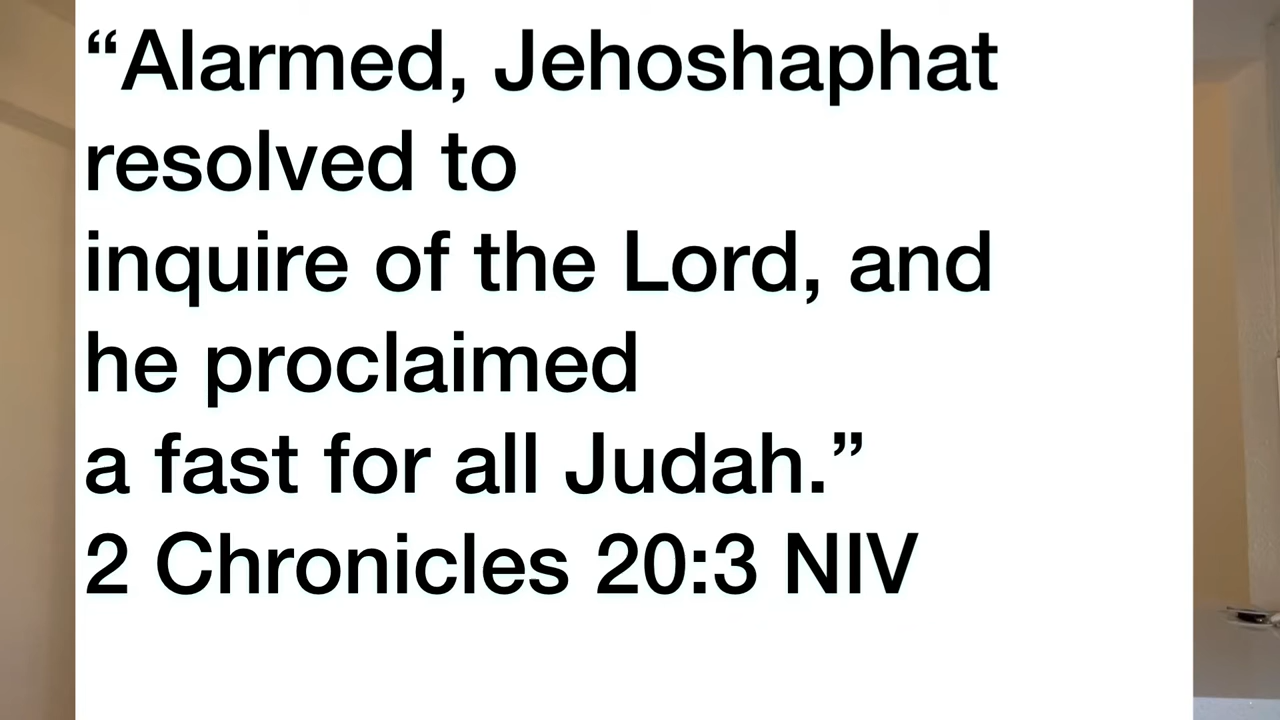 “Alarmed, Jehoshaphat
resolved to
inquire of the Lord, and
he proclaimed
a fast for all Judah.”
2 Chronicles 20:3 NIV